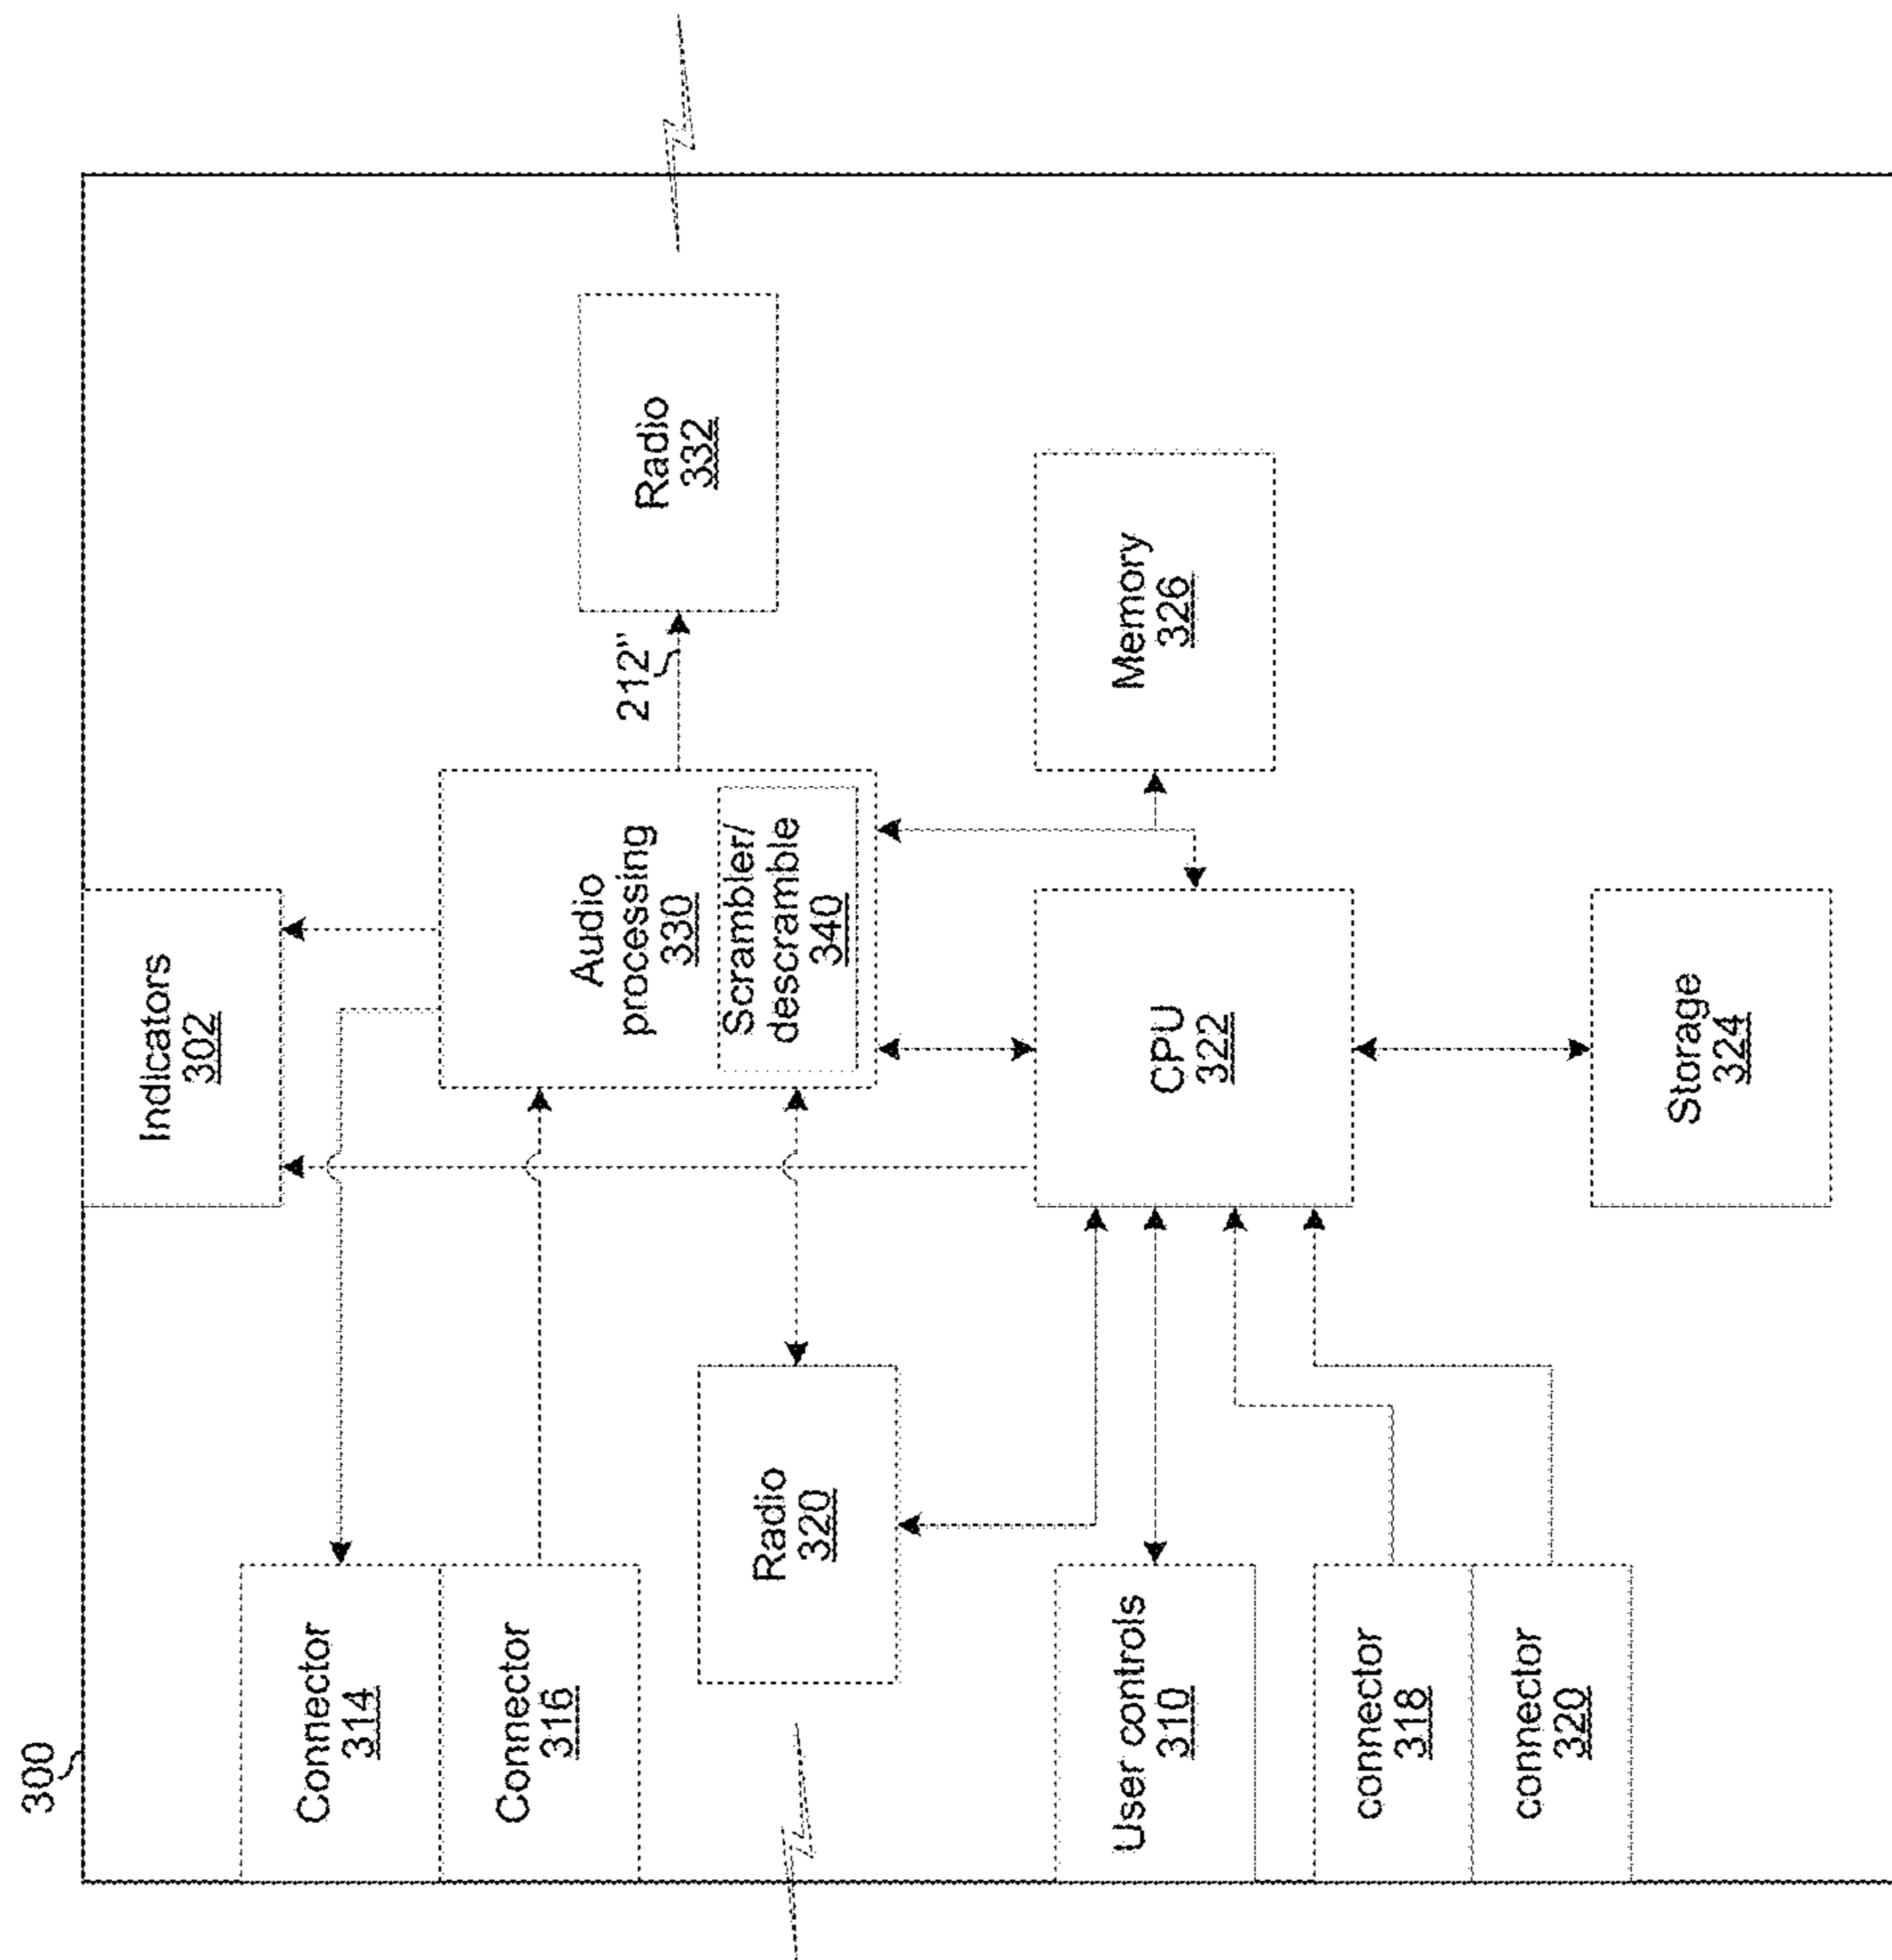 300
Indicators
302
Connector
314
Connector
316
Audio
processing
330
Scrambler/
descramble
340
212"
Radio
332
Radio
320
User controls
310
CPU
322
Memory
326
connector
318
connector
320
Storage
324